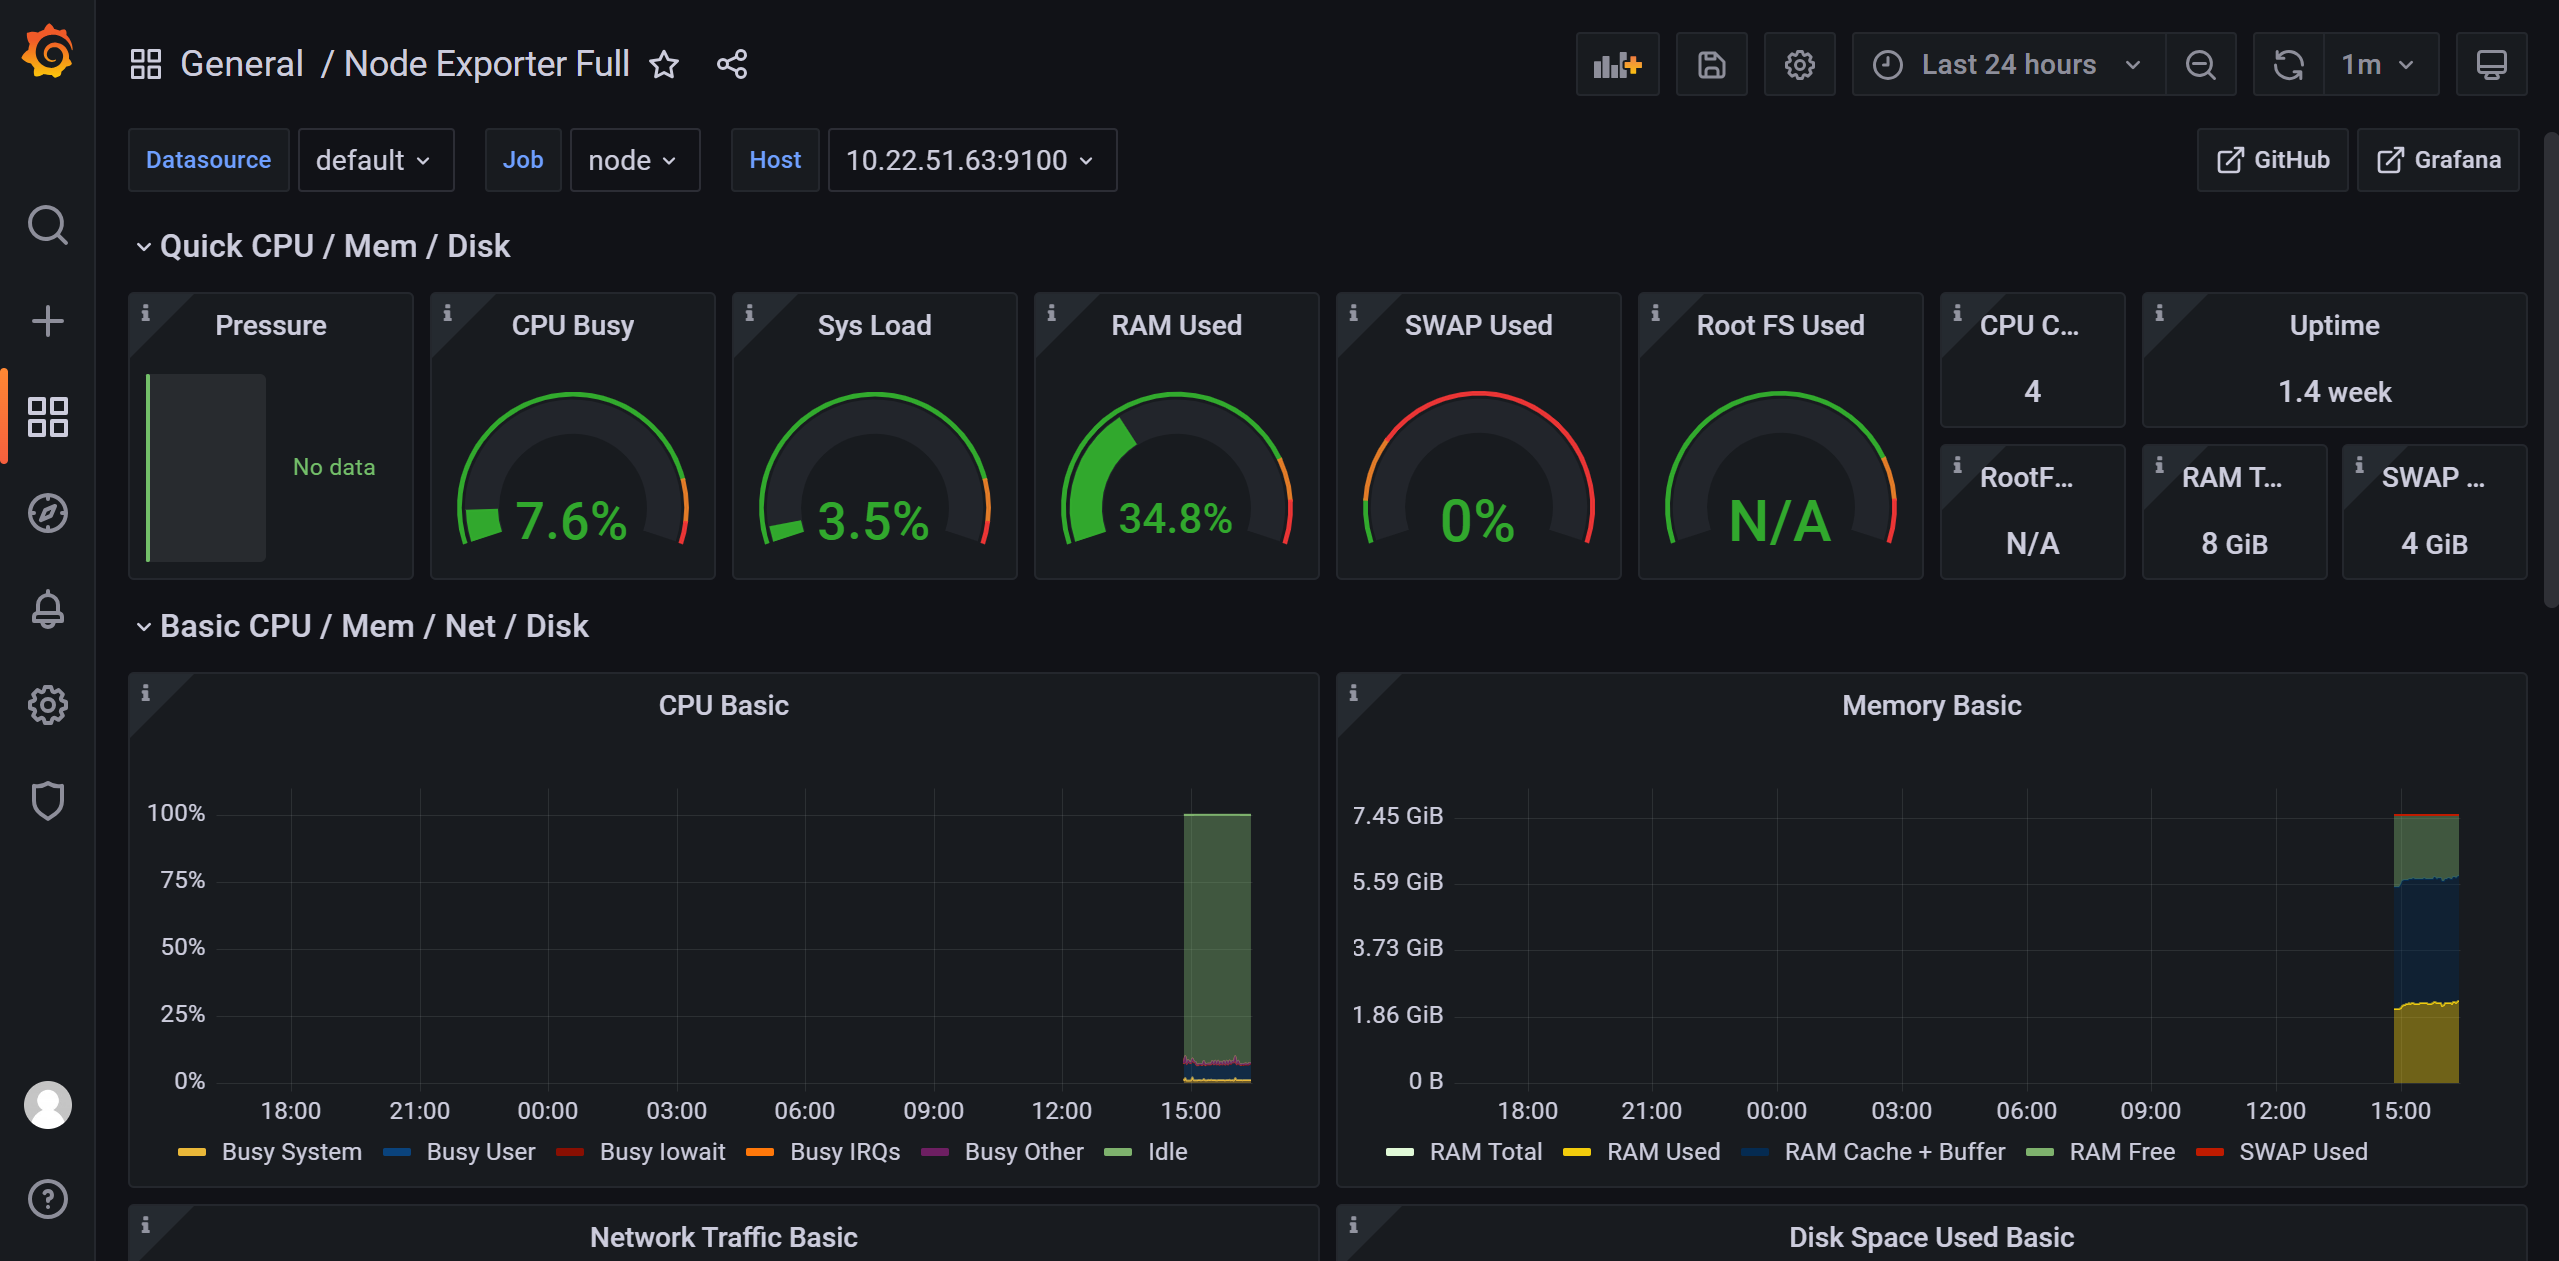 General / Node Exporter Full
Last 24 hours
1m
Datasource default Job node Host 10.22.51.63:9100
GitHub Grafana
Quick CPU / Mem / Disk
Pressure
No data
CPU Busy
7.6%
Sys Load
3.5%
RAM Used
34.8%
SWAP Used
0%
Root FS Used
N/A
CPU C...
4
Uptime
1.4 week
RootF...
N/A
RAM T...
8 GiB
SWAP ...
4 GiB
Basic CPU / Mem / Net / Disk
CPU Basic
100%
75%
50%
25%
0%
18:00 21:00 00:00 03:00 06:00 09:00 12:00 15:00
Busy System Busy User Busy Iowait Busy IRQs Busy Other Idle
Memory Basic
7.45 GiB
5.59 GiB
3.73 GiB
1.86 GiB
0 B
18:00 21:00 00:00 03:00 06:00 09:00 12:00 15:00
RAM Total RAM Used RAM Cache + Buffer RAM Free SWAP Used
Network Traffic Basic
Disk Space Used Basic